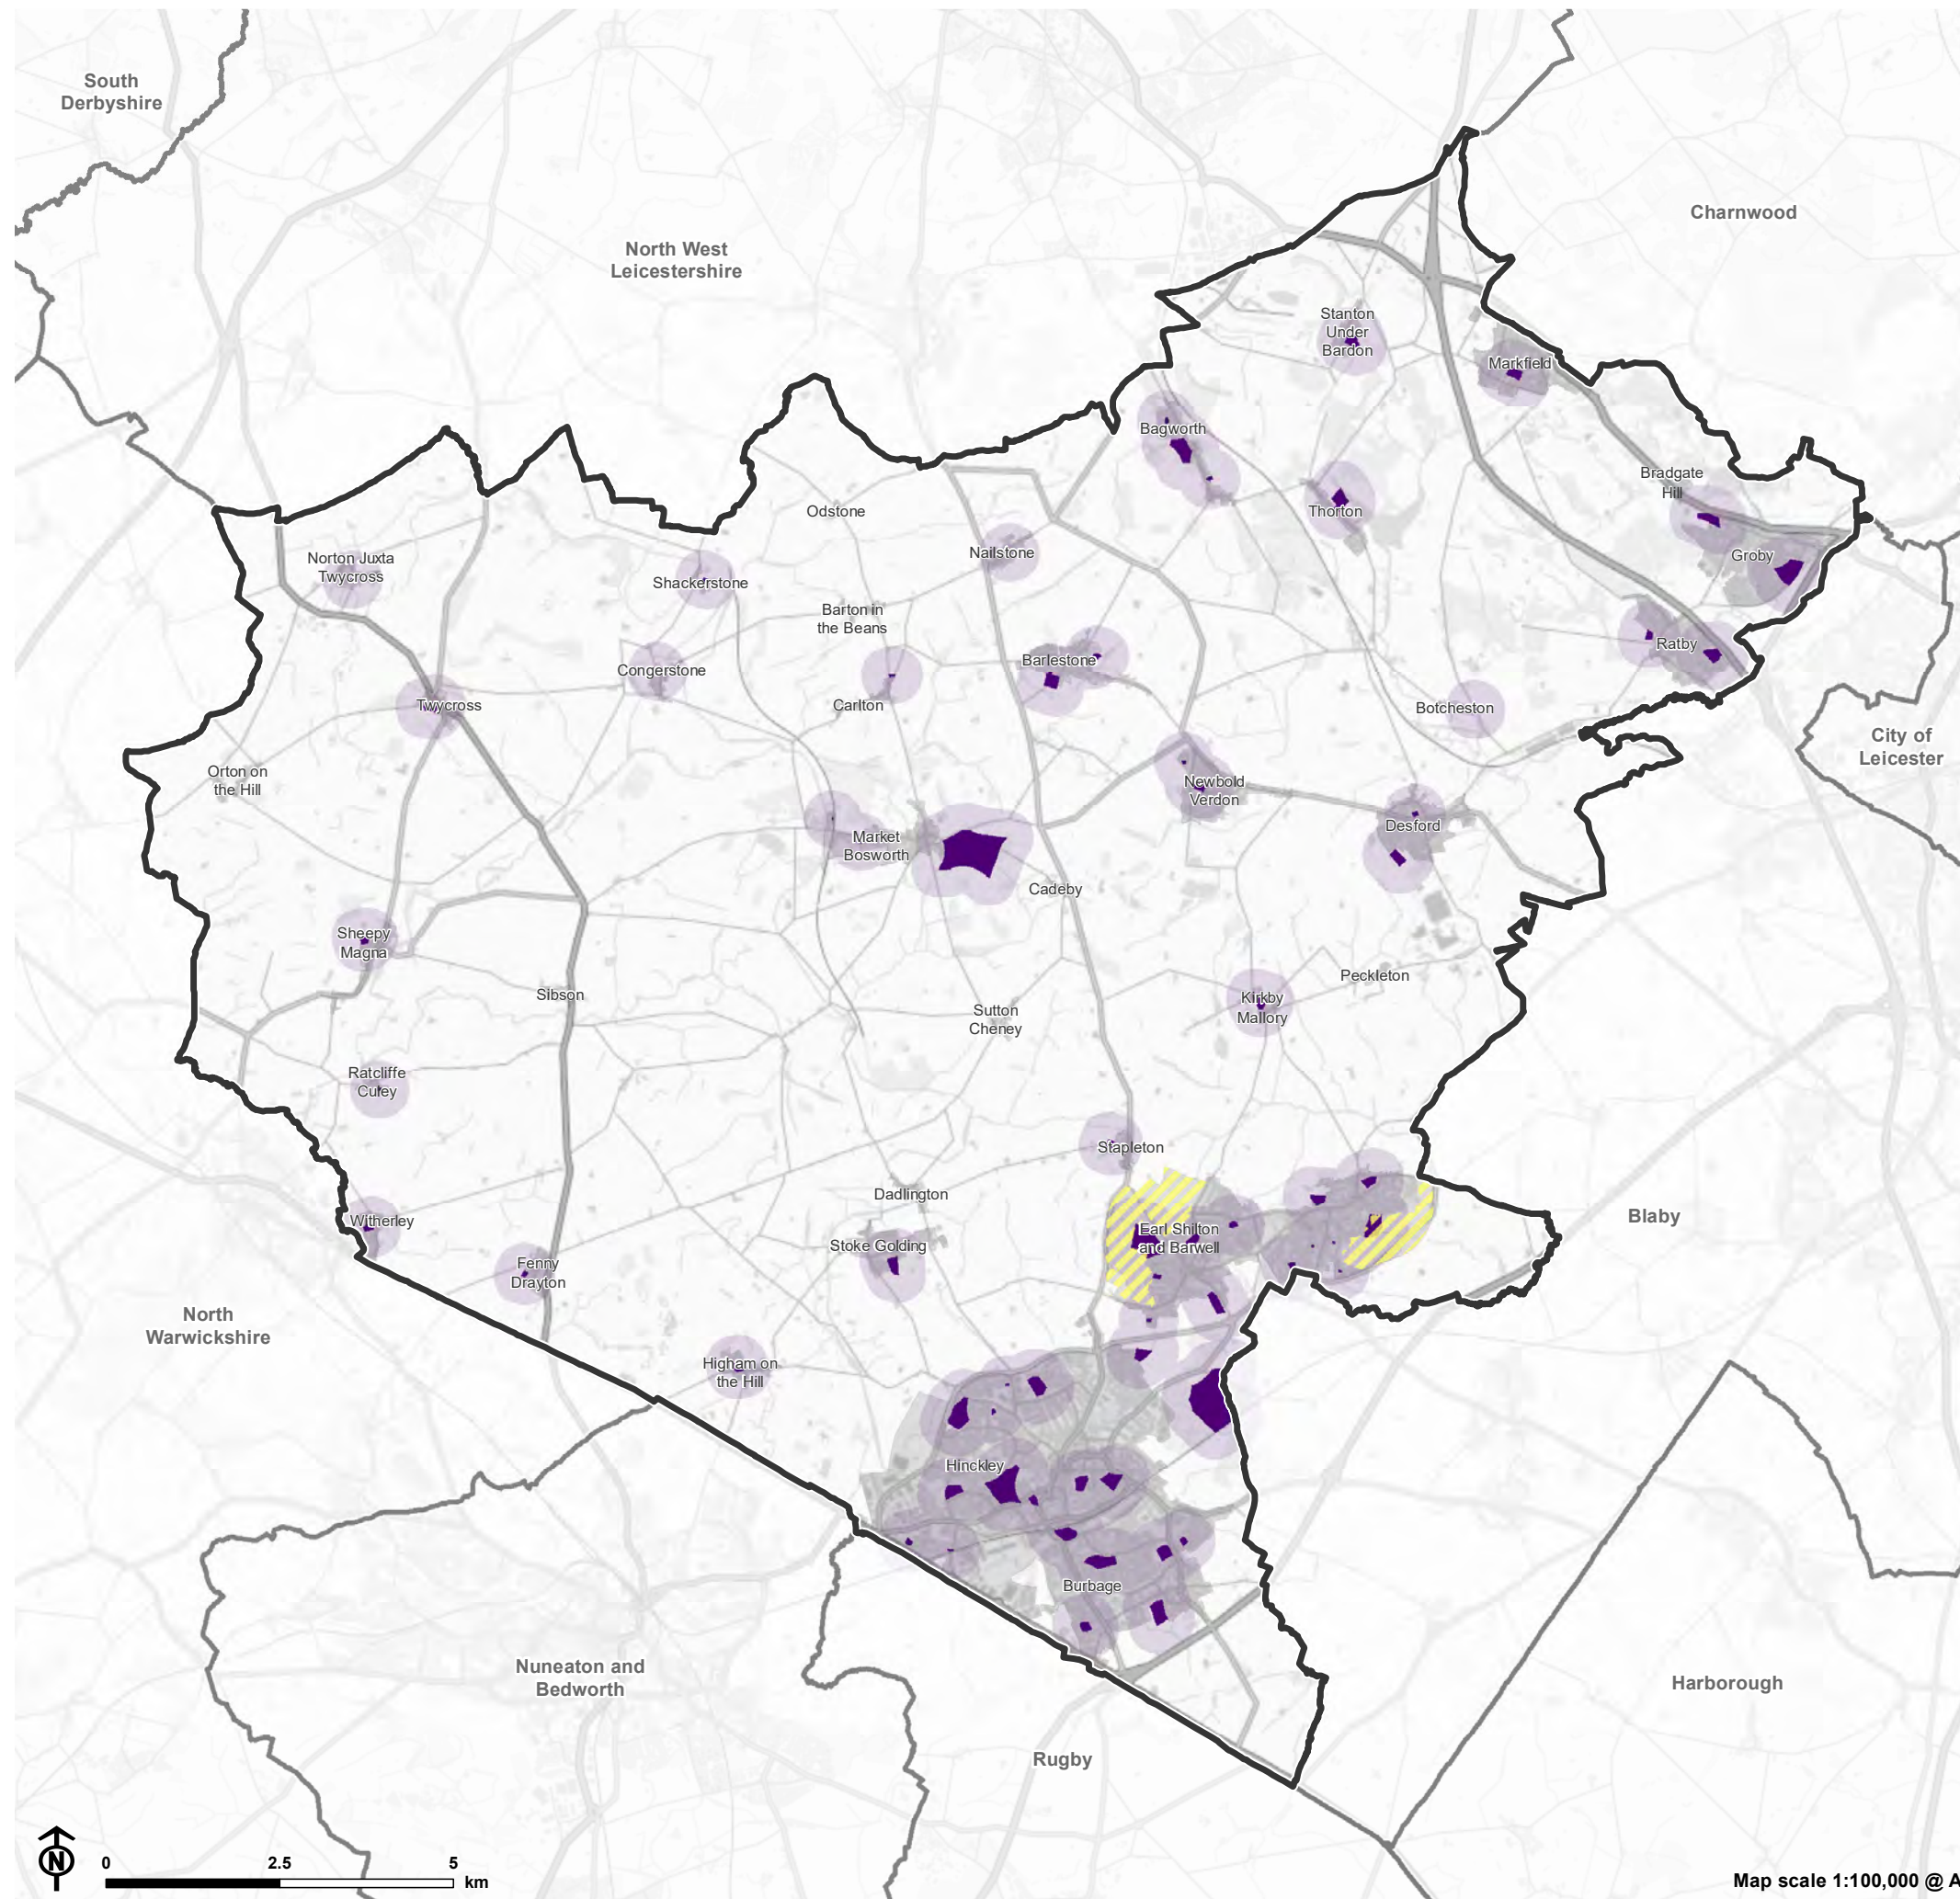 South
Derbyshire
North West
Leicestershire
Charnwood
Stanton
Under
Bardon
Markfield
Bagworth
Bradgate
Hill
Thorton
Odstone
Groby
Nailstone
Norton Juxta
Twycross
Shackerstone
Barton in
the Beans
Ratby
Barlestone
Congerstone
Carlton
Twycross
Botcheston
City of
Leicester
Orton on
the Hill
Newbold
Verdon
Desford
Market
Bosworth
Cadeby
Sheepy
Magna
Peckleton
Sibson
Kirkby
Mallory
Sutton
Cheney
Ratcliffe
Culey
Stapleton
Dadlington
Witherley
Earl Shilton
and Barwell
Blaby
Stoke Golding
Fenny
Drayton
North
Warwickshire
Higham on
the Hill
Hinckley
Burbage
Nuneaton and
Bedworth
Harborough
Rugby
N
0 2.5 5
km
Map scale 1:100,000 @ A